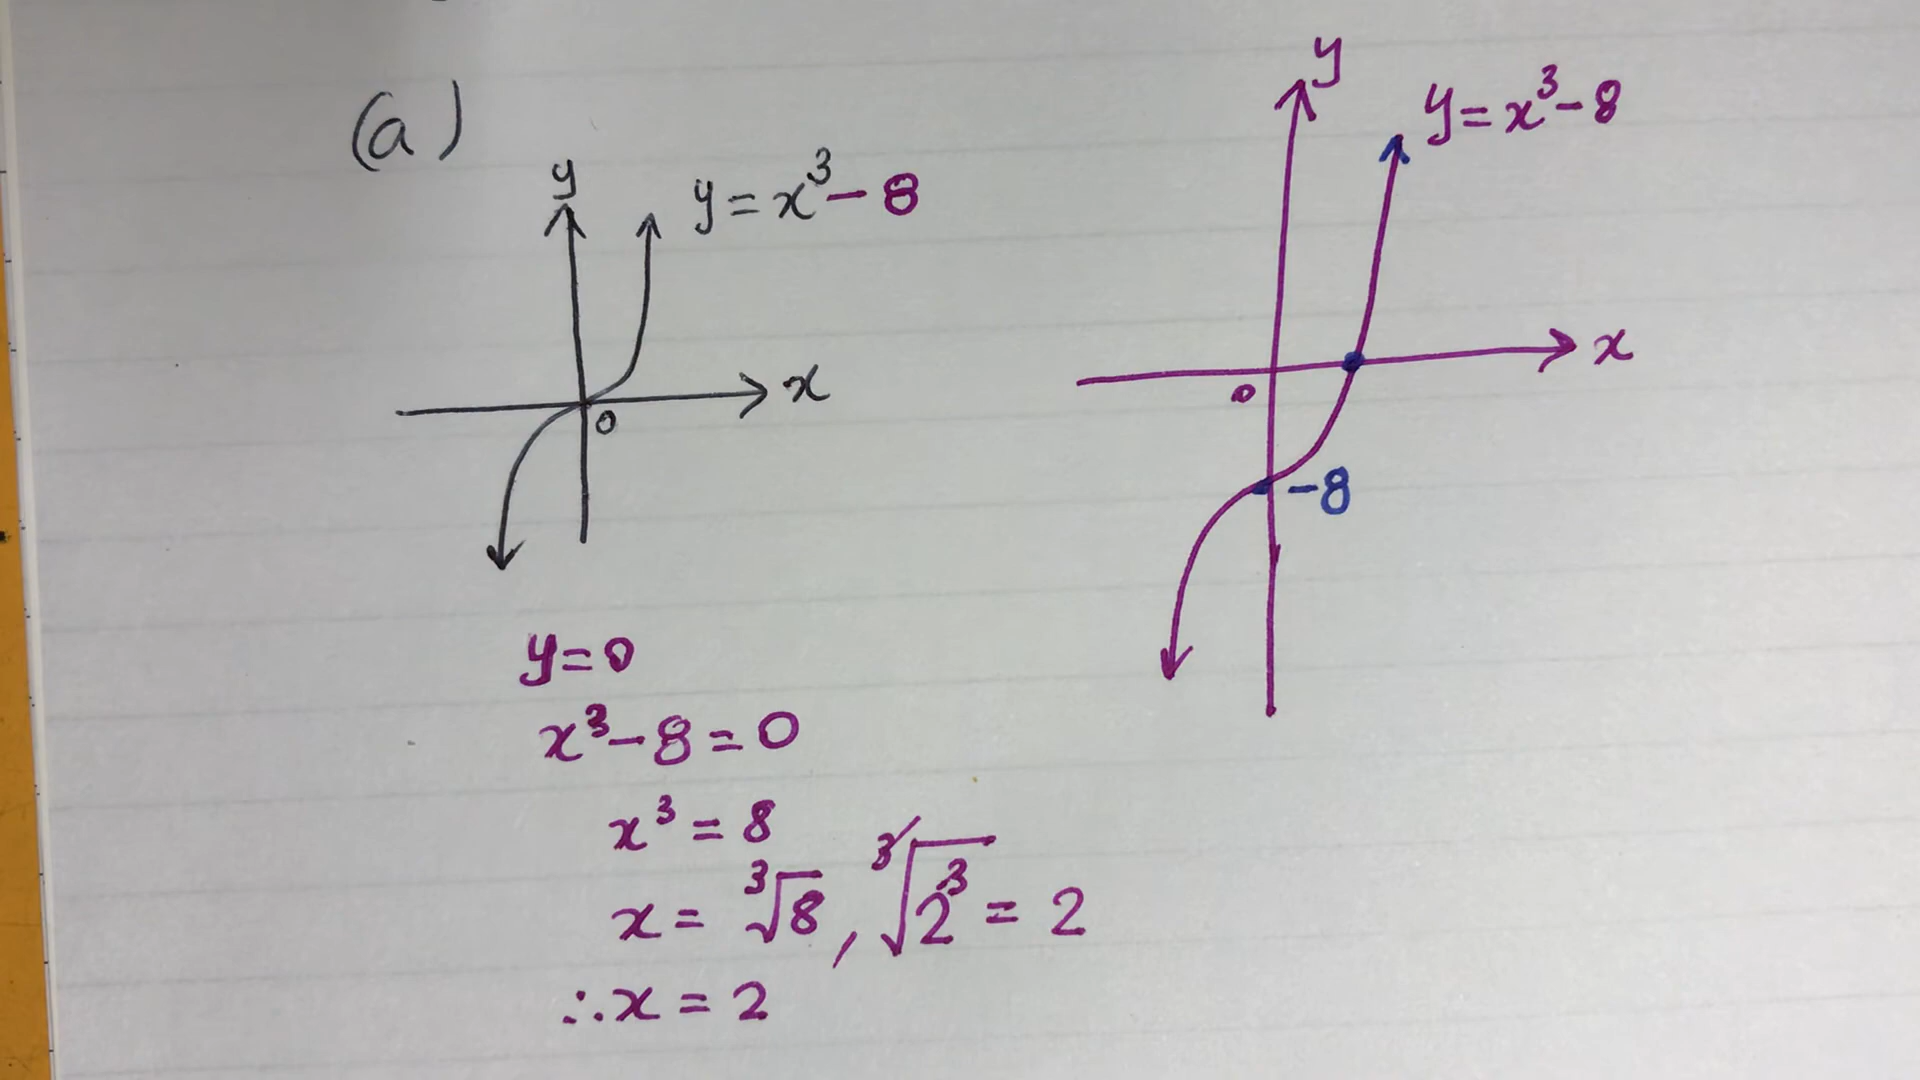 (a)
y
y = x³ - 8
x
0
y = 0
x³ - 8 = 0
x³ = 8
x = ∛8 , ∛2³ = 2
∴ x = 2
y
y = x³ - 8
x
0
-8